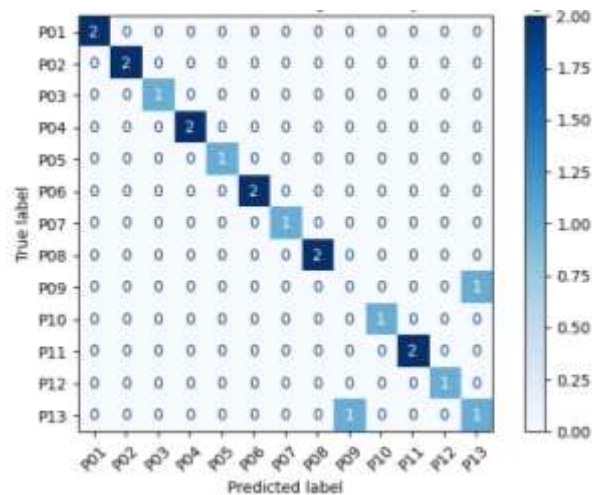 P01 2 0 0 0 0 0 0 0 0 0 0 0 0
P02 0 2 0 0 0 0 0 0 0 0 0 0 0
P03 0 0 1 0 0 0 0 0 0 0 0 0 0
P04 0 0 0 2 0 0 0 0 0 0 0 0 0
P05 0 0 0 0 1 0 0 0 0 0 0 0 0
P06 0 0 0 0 0 2 0 0 0 0 0 0 0
P07 0 0 0 0 0 0 1 0 0 0 0 0 0
P08 0 0 0 0 0 0 0 2 0 0 0 0 0
P09 0 0 0 0 0 0 0 0 0 0 0 0 1
P10 0 0 0 0 0 0 0 0 0 1 0 0 0
P11 0 0 0 0 0 0 0 0 0 0 2 0 0
P12 0 0 0 0 0 0 0 0 0 0 0 1 0
P13 0 0 0 0 0 0 0 0 1 0 0 0 1
P01 P02 P03 P04 P05 P06 P07 P08 P09 P10 P11 P12 P13
Predicted label
True label
2.00
1.75
1.50
1.25
1.00
0.75
0.50
0.25
0.00